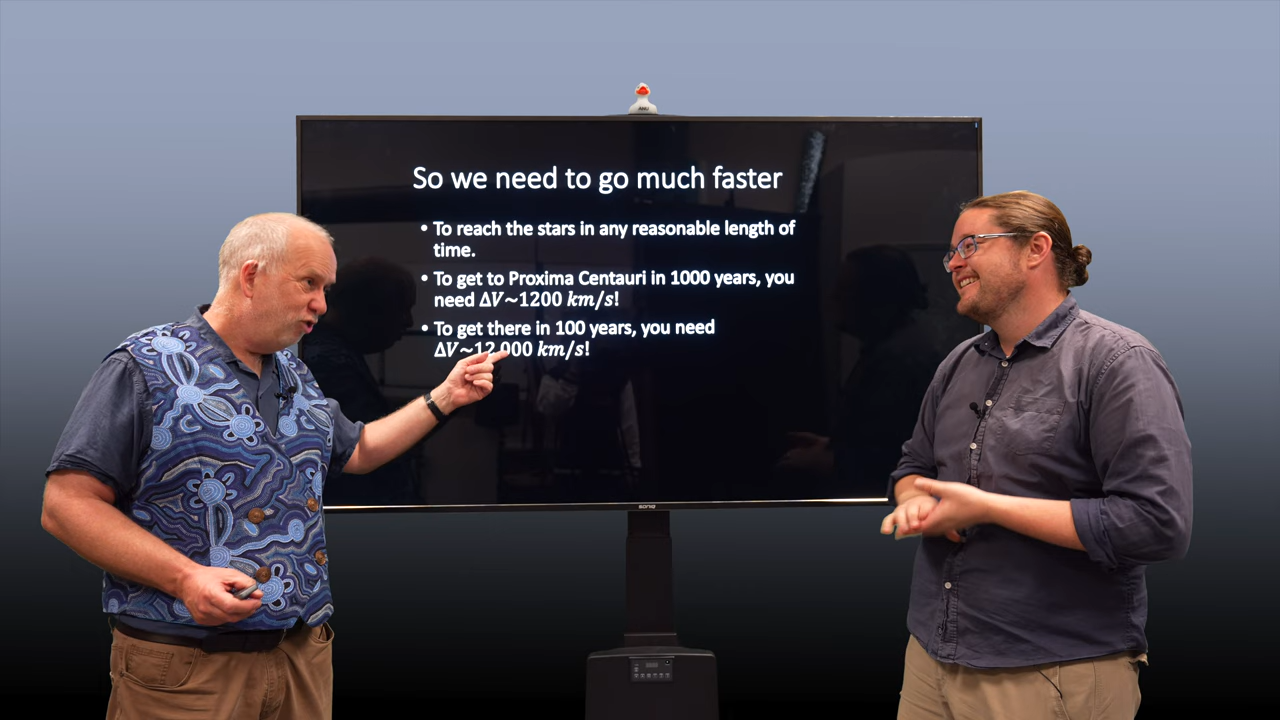 So we need to go much faster
• To reach the stars in any reasonable length of
time.
• To get to Proxima Centauri in 1000 years, you
need ΔV~1200 km/s!
• To get there in 100 years, you need
ΔV~12,000 km/s!
soniq